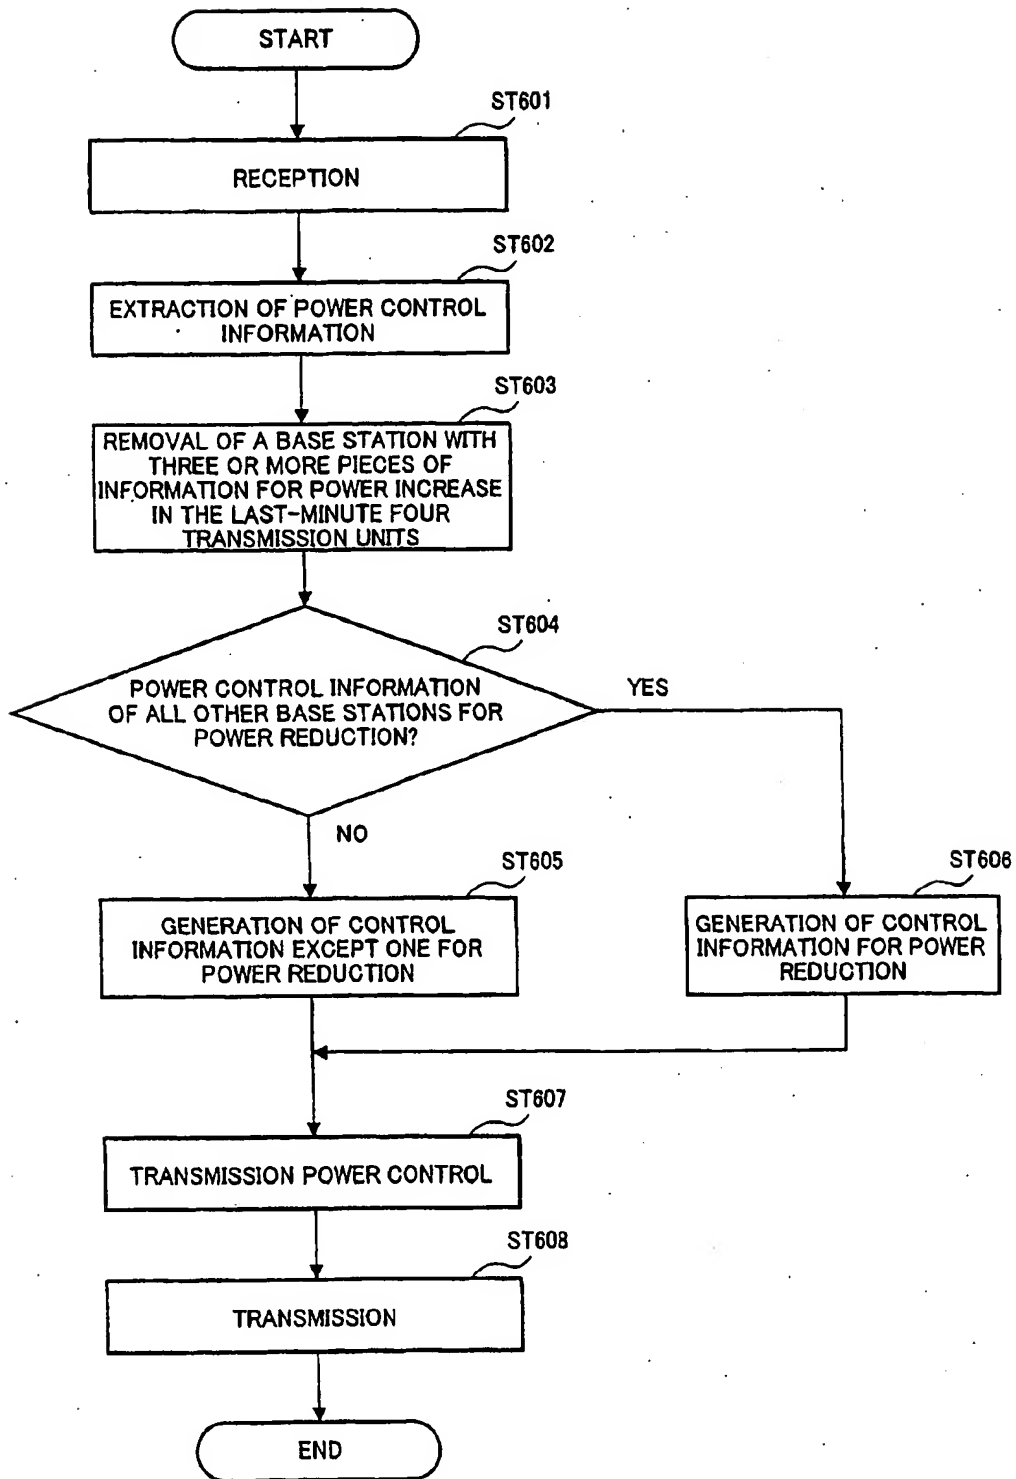 START
ST601
RECEPTION
ST602
EXTRACTION OF POWER CONTROL
INFORMATION
ST603
REMOVAL OF A BASE STATION WITH
THREE OR MORE PIECES OF
INFORMATION FOR POWER INCREASE
IN THE LAST-MINUTE FOUR
TRANSMISSION UNITS
ST604
POWER CONTROL INFORMATION
OF ALL OTHER BASE STATIONS FOR
POWER REDUCTION?
YES
NO
ST605
GENERATION OF CONTROL
INFORMATION EXCEPT ONE FOR
POWER REDUCTION
ST606
GENERATION OF CONTROL
INFORMATION FOR POWER
REDUCTION
ST607
TRANSMISSION POWER CONTROL
ST608
TRANSMISSION
END